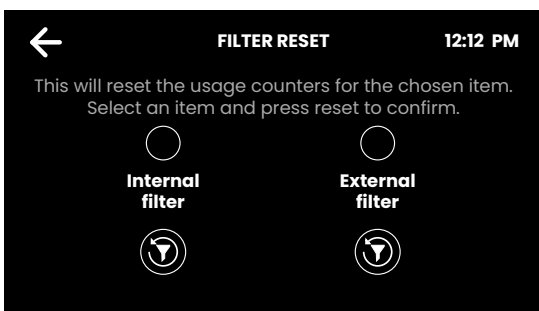 FILTER RESET
12:12 PM
This will reset the usage counters for the chosen item.
Select an item and press reset to confirm.
Internal
filter
External
filter